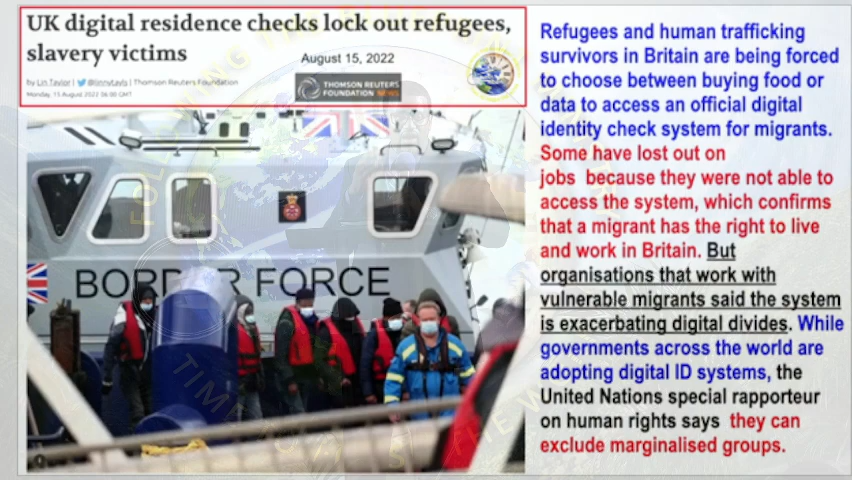 UK digital residence checks lock out refugees,
slavery victims
August 15, 2022
by Lin Taylor | @linnytayls | Thomson Reuters Foundation
Monday, 15 August 2022 06:00 GMT
THOMSON REUTERS
FOUNDATION NEWS
BORDER FORCE
Refugees and human trafficking
survivors in Britain are being forced
to choose between buying food or
data to access an official digital
identity check system for migrants.
Some have lost out on
jobs because they were not able to
access the system, which confirms
that a migrant has the right to live
and work in Britain. But
organisations that work with
vulnerable migrants said the system
is exacerbating digital divides. While
governments across the world are
adopting digital ID systems, the
United Nations special rapporteur
on human rights says they can
exclude marginalised groups.